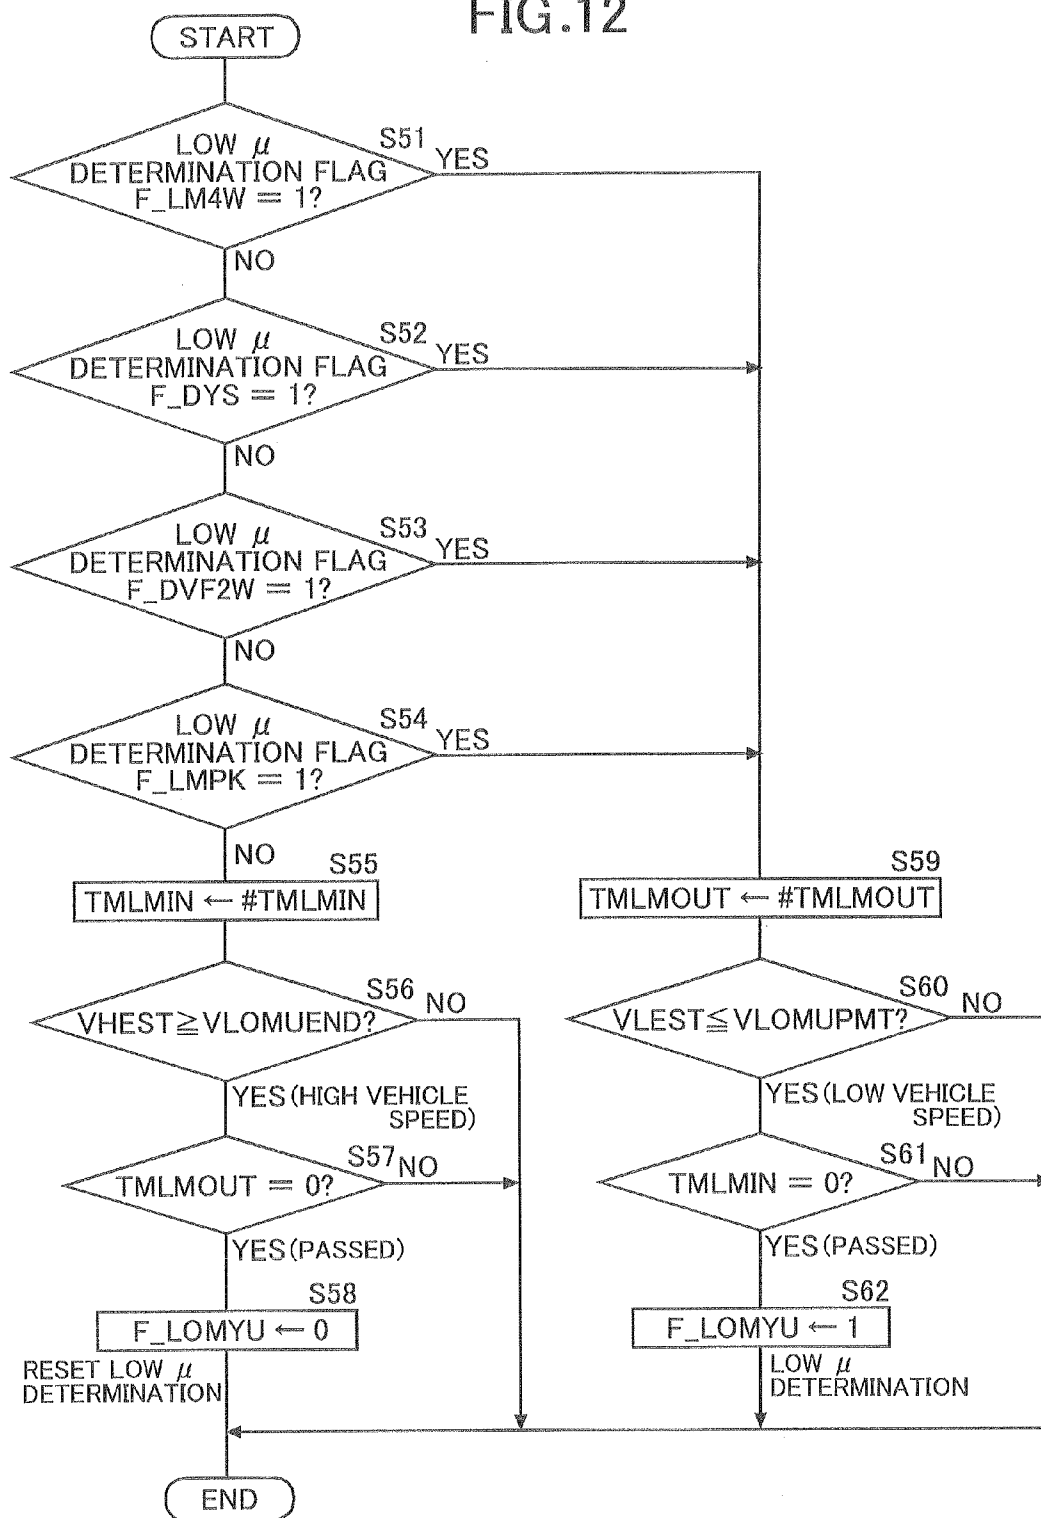 FIG.12
START
LOW μ
DETERMINATION FLAG
F_LM4W = 1?
S51
YES
NO
LOW μ
DETERMINATION FLAG
F_DYS = 1?
S52
YES
NO
LOW μ
DETERMINATION FLAG
F_DVF2W = 1?
S53
YES
NO
LOW μ
DETERMINATION FLAG
F_LMPK = 1?
S54
YES
NO
S55
TMLMIN ← #TMLMIN
S56
VHEST≧VLOMUEND?
NO
YES (HIGH VEHICLE
SPEED)
S57
TMLMOUT = 0?
NO
YES (PASSED)
S58
F_LOMYU ← 0
RESET LOW μ
DETERMINATION
S59
TMLMOUT ← #TMLMOUT
S60
VLEST≦VLOMUPMT?
NO
YES (LOW VEHICLE
SPEED)
S61
TMLMIN = 0?
NO
YES (PASSED)
S62
F_LOMYU ← 1
LOW μ
DETERMINATION
END